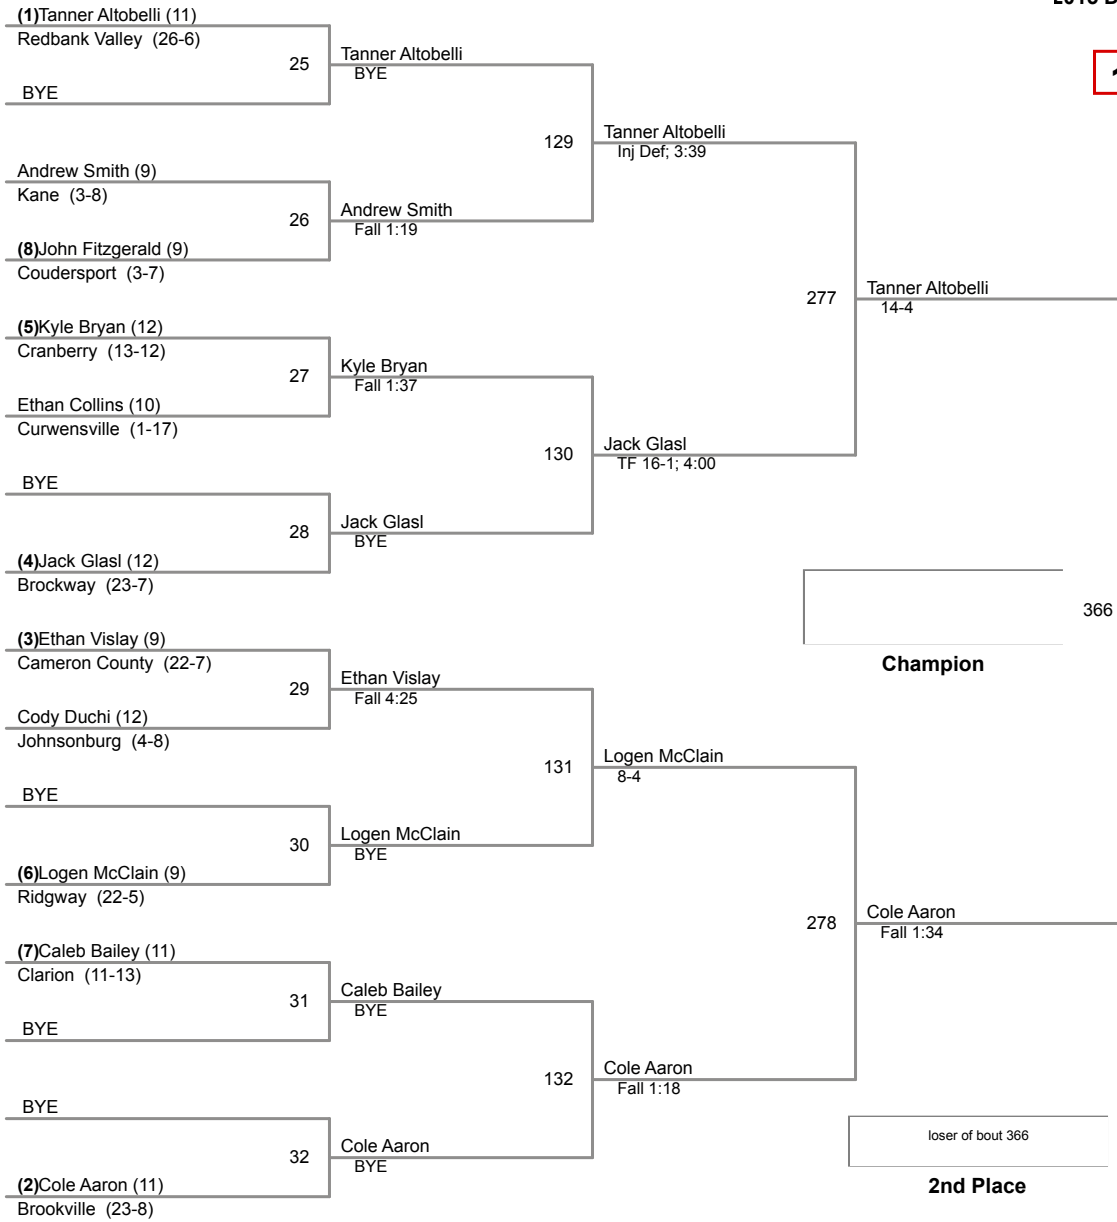 (1)Tanner Altobelli (11)
Redbank Valley (26-6)
25
Tanner Altobelli
BYE
BYE
129
Tanner Altobelli
Inj Def; 3:39
Andrew Smith (9)
Kane (3-8)
26
Andrew Smith
Fall 1:19
(8)John Fitzgerald (9)
Coudersport (3-7)
277
Tanner Altobelli
14-4
(5)Kyle Bryan (12)
Cranberry (13-12)
27
Kyle Bryan
Fall 1:37
Ethan Collins (10)
Curwensville (1-17)
130
Jack Glasl
TF 16-1; 4:00
BYE
28
Jack Glasl
BYE
(4)Jack Glasl (12)
Brockway (23-7)
366
Champion
(3)Ethan Vislay (9)
Cameron County (22-7)
29
Ethan Vislay
Fall 4:25
Cody Duchi (12)
Johnsonburg (4-8)
131
Logen McClain
8-4
BYE
30
Logen McClain
BYE
(6)Logen McClain (9)
Ridgway (22-5)
278
Cole Aaron
Fall 1:34
(7)Caleb Bailey (11)
Clarion (11-13)
31
Caleb Bailey
BYE
BYE
132
Cole Aaron
Fall 1:18
BYE
32
Cole Aaron
BYE
(2)Cole Aaron (11)
Brookville (23-8)
loser of bout 366
2nd Place